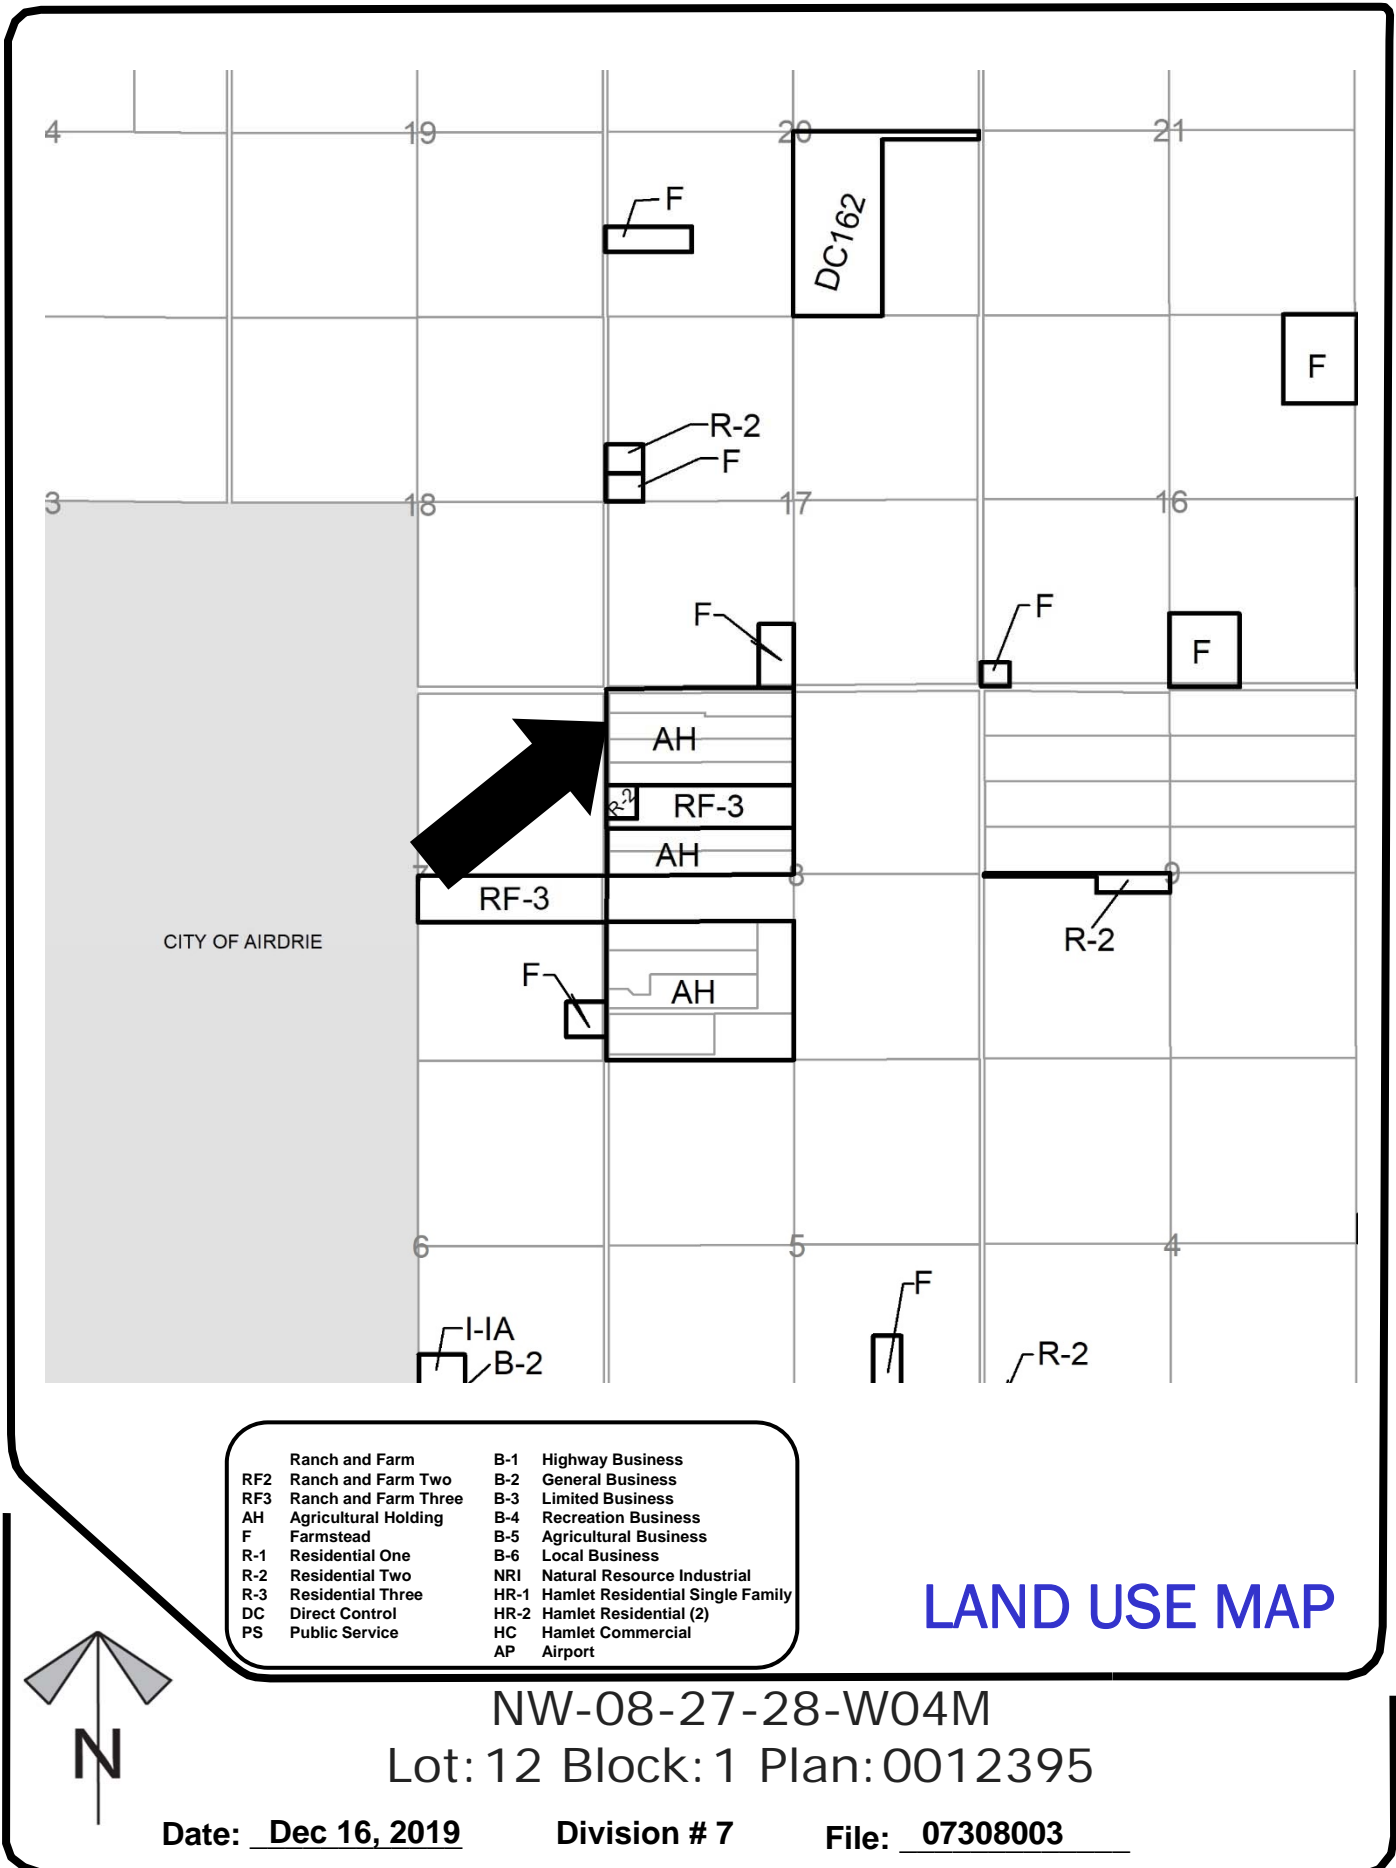 4
19
20
21
F
DC162
F
R-2
F
3
18
17
16
F
F
F
AH
R-2
RF-3
AH
7
8
9
RF-3
R-2
CITY OF AIRDRIE
F
AH
6
5
4
F
I-IA
B-2
R-2
Ranch and Farm
RF2 Ranch and Farm Two
RF3 Ranch and Farm Three
AH Agricultural Holding
F Farmstead
R-1 Residential One
R-2 Residential Two
R-3 Residential Three
DC Direct Control
PS Public Service
B-1 Highway Business
B-2 General Business
B-3 Limited Business
B-4 Recreation Business
B-5 Agricultural Business
B-6 Local Business
NRI Natural Resource Industrial
HR-1 Hamlet Residential Single Family
HR-2 Hamlet Residential (2)
HC Hamlet Commercial
AP Airport
LAND USE MAP
N
NW-08-27-28-W04M
Lot:12 Block:1 Plan:0012395
Date: Dec 16, 2019 Division # 7 File: 07308003